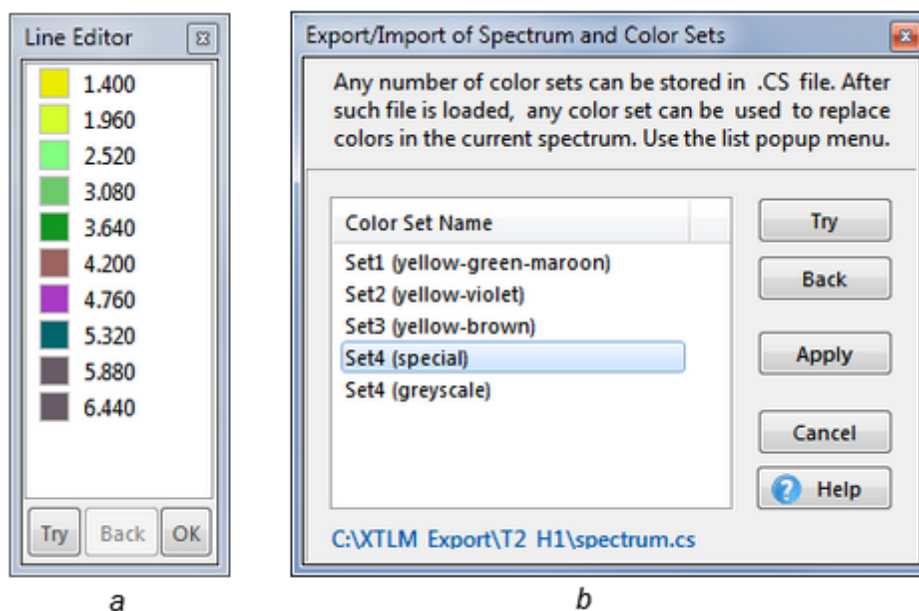 Line Editor
1.400
1.960
2.520
3.080
3.640
4.200
4.760
5.320
5.880
6.440
Try
Back
OK
a
Export/Import of Spectrum and Color Sets
Any number of color sets can be stored in .CS file. After
such file is loaded, any color set can be used to replace
colors in the current spectrum. Use the list popup menu.
Color Set Name
Set1 (yellow-green-maroon)
Set2 (yellow-violet)
Set3 (yellow-brown)
Set4 (special)
Set4 (greyscale)
Try
Back
Apply
Cancel
? Help
C:\XTLM Export\T2 H1\spectrum.cs
b